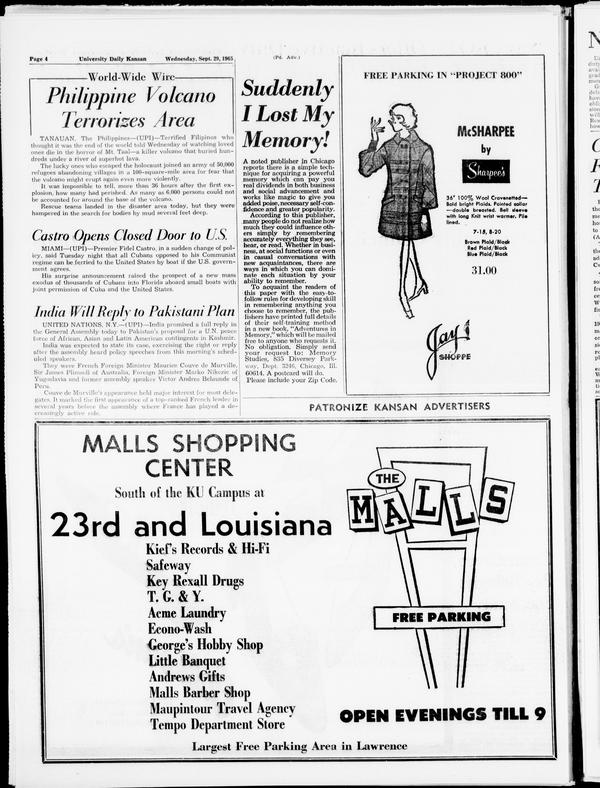 Page 4 University Daily Kansan Wednesday, Sept. 29, 1965
World-Wide Wire
Philippine Volcano
Terrorizes Area
TANAUAN, The Philippines—(UPI)—Terrified Filipinos who
thought it was the end of the world told Wednesday of watching loved
ones die in the horror of Mt. Taal—a killer volcano that buried hun-
dreds under a river of superhot lava.
The lucky ones who escaped the holocaust joined an army of 50,000
refugees abandoning villages in a 100-square-mile area for fear that
the volcano might erupt again even more violently.
It was impossible to tell, more than 36 hours after the first ex-
plosion, how many had perished. As many as 6,000 persons could not
be accounted for around the base of the volcano.
Rescue teams landed in the disaster area today, but they were
hampered in the search for bodies by mud several feet deep.
Castro Opens Closed Door to U.S.
MIAMI—(UPI)—Premier Fidel Castro, in a sudden change of pol-
icy, said Tuesday night that all Cubans opposed to his Communist
regime can be ferried to the United States by boat if the U.S. govern-
ment agrees.
His surprise announcement raised the prospect of a new mass
exodus of thousands of Cubans into Florida aboard small boats with
joint permission of Cuba and the United States.
India Will Reply to Pakistani Plan
UNITED NATIONS, N.Y.—(UPI)—India promised a full reply in
the General Assembly today to Pakistan's proposal for a U.N. peace
force of African, Asian and Latin American contingents in Kashmir.
India was expected to state its case, exercising the right or reply
after the assembly heard policy speeches from this morning's sched-
uled speakers.
They were French Foreign Minister Maurice Couve de Murville,
Sir James Plimsoll of Australia, Foreign Minister Marko Nikezic of
Yugoslavia and former assembly speaker Victor Andres Belaunde of
Peru.
Couve de Murville's appearance held major interest for most dele-
gates. It marked the first appearance of a top-ranked French leader in
several years before the assembly where France has played a de-
creasingly active role.
(Pd. Adv.)
Suddenly
I Lost My
Memory!
A noted publisher in Chicago
reports there is a simple tech-
nique for acquiring a powerful
memory which can pay you
real dividends in both business
and social advancement and
works like magic to give you
added poise, necessary self-con-
fidence and greater popularity.
According to this publisher,
many people do not realize how
much they could influence oth-
ers simply by remembering
accurately everything they see,
hear, or read. Whether in busi-
ness, at social functions or even
in casual conversations with
new acquaintances, there are
ways in which you can domi-
nate each situation by your
ability to remember.
To acquaint the readers of
this paper with the easy-to-
follow rules for developing skill
in remembering anything you
choose to remember, the pub-
lishers have printed full details
of their self-training method
in a new book, "Adventures in
Memory," which will be mailed
free to anyone who requests it.
No obligation. Simply send
your request to: Memory
Studies, 835 Diversey Park-
way, Dept. 3246, Chicago, Ill.
60614. A postcard will do.
Please include your Zip Code.
FREE PARKING IN "PROJECT 800"
McSHARPEE
by
Sharpee's
36" 100% Wool Cravenetted—
Bold bright Plaids. Pointed collar
—double breasted. Bell sleeve
with long Knit wrist warmer. Pile
lined.
7-15, 8-20
Brown Plaid/Black
Red Plaid/Black
Blue Plaid/Black
31.00
Jay
SHOPPE
PATRONIZE KANSAN ADVERTISERS
MALLS SHOPPING
CENTER
South of the KU Campus at
23rd and Louisiana
Kief's Records & Hi-Fi
Safeway
Key Rexall Drugs
T. G. & Y.
Acme Laundry
Econo-Wash
George's Hobby Shop
Little Banquet
Andrews Gifts
Malls Barber Shop
Maupintour Travel Agency
Tempo Department Store
THE
MALLS
FREE PARKING
OPEN EVENINGS TILL 9
Largest Free Parking Area in Lawrence